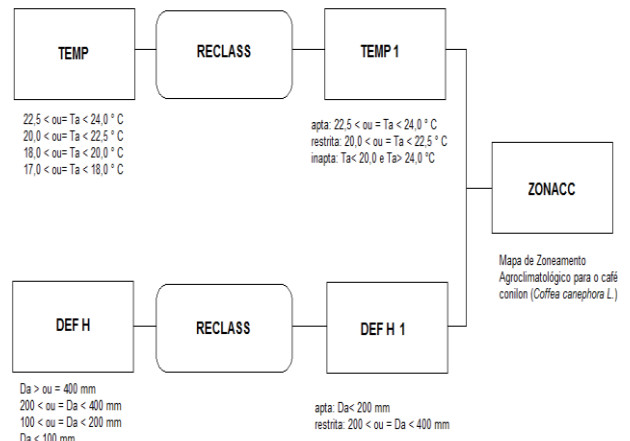 TEMP
RECLASS
TEMP 1
22,5 < ou= Ta < 24,0 ° C
20,0 < ou= Ta < 22,5 ° C
18,0 < ou= Ta < 20,0 ° C
17,0 < ou= Ta < 18,0 ° C
apta: 22,5 < ou = Ta < 24,0 ° C
restrita: 20,0 < ou = Ta < 22,5 ° C
inapta: Ta< 20,0 e Ta> 24,0 °C
ZONACC
Mapa de Zoneamento
Agroclimatológico para o café
conilon (Coffea canephora L.)
DEF H
RECLASS
DEF H 1
Da > ou = 400 mm
200 < ou = Da < 400 mm
100 < ou = Da < 200 mm
Da < 100 mm
apta: Da< 200 mm
restrita: 200 < ou = Da < 400 mm